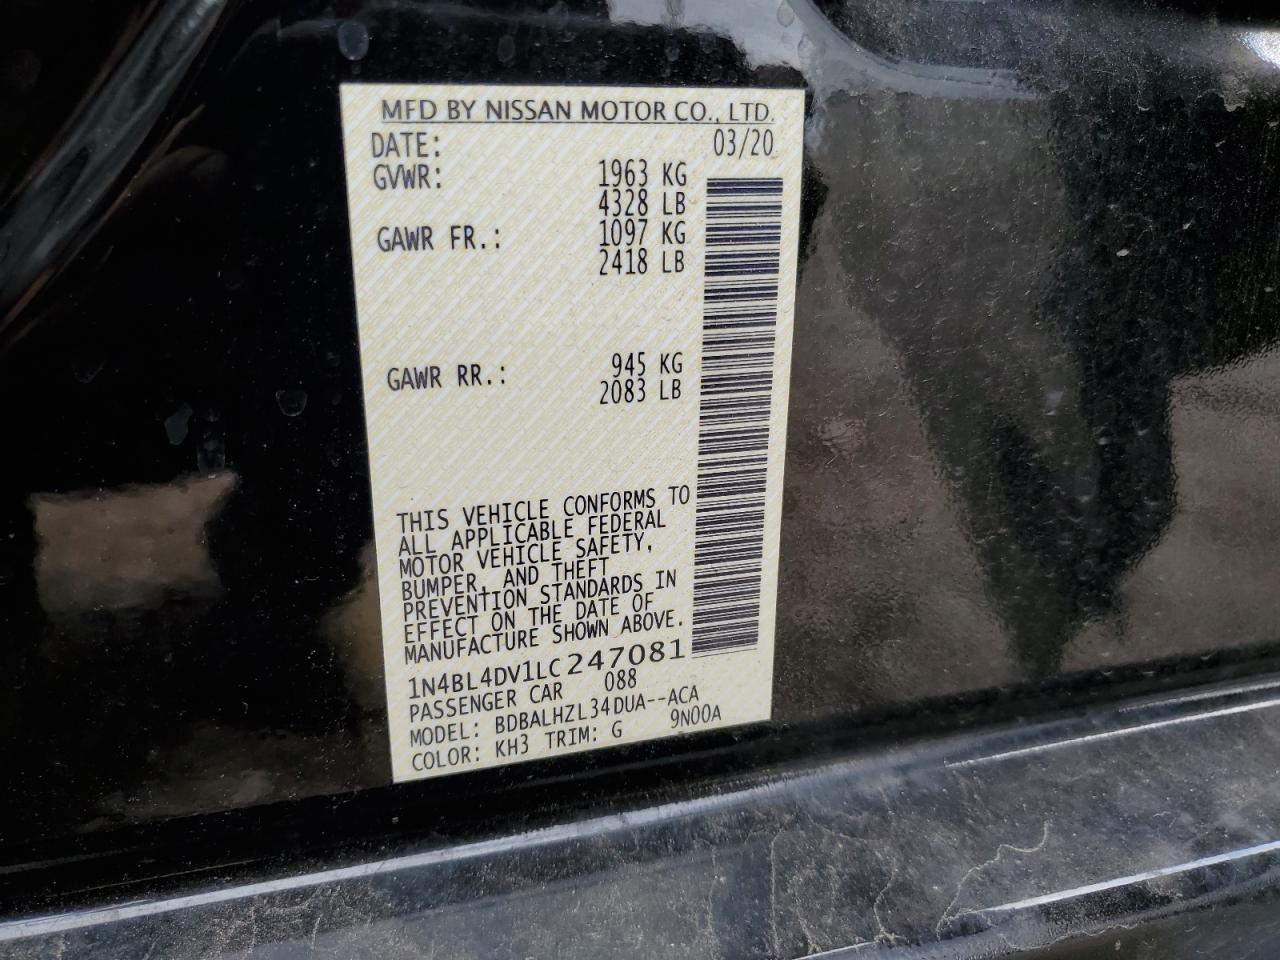 MFD BY NISSAN MOTOR CO., LTD.
DATE: 03/20
GVWR: 1963 KG
4328 LB
GAWR FR.: 1097 KG
2418 LB
GAWR RR.: 945 KG
2083 LB
THIS VEHICLE CONFORMS TO
ALL APPLICABLE FEDERAL
MOTOR VEHICLE SAFETY,
BUMPER, AND THEFT
PREVENTION STANDARDS IN
EFFECT ON THE DATE OF
MANUFACTURE SHOWN ABOVE.
1N4BL4DV1LC247081
PASSENGER CAR 088
MODEL: BDBALHZL34DUA--ACA
COLOR: KH3 TRIM: G 9N00A